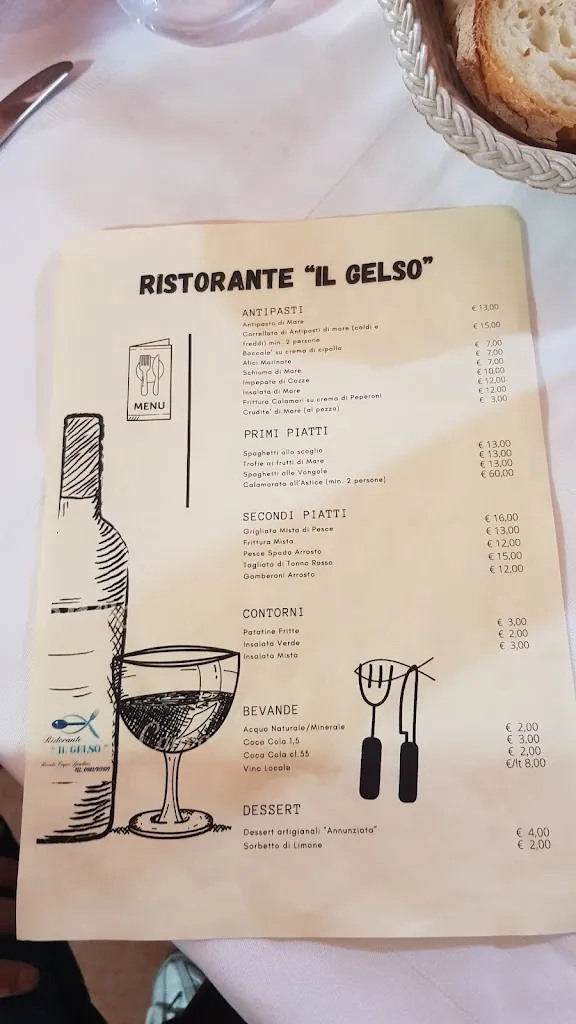 RISTORANTE “IL GELSO”
MENU
ANTIPASTI
Antipasto di Mare € 13,00
Carrellata di Antipasti di mare (caldi e
freddi) min. 2 persone € 15,00
Baccala' su crema di cipolla € 7,00
Alici Marinate € 7,00
Schiuma di Mare € 7,00
Impepata di Cozze € 10,00
Insalata di Mare € 12,00
Frittura Calamari su crema di Peperoni € 12,00
Crudite' di Mare (al pezzo) € 3,00
PRIMI PIATTI
Spaghetti allo scoglio € 13,00
Trofie ai frutti di Mare € 13,00
Spaghetti alle Vongole € 13,00
Calamarata all'Astice (min. 2 persone) € 60,00
SECONDI PIATTI
Grigliata Mista di Pesce € 16,00
Frittura Mista € 13,00
Pesce Spada Arrosto € 12,00
Tagliata di Tonno Rosso € 15,00
Gamberoni Arrosto € 12,00
CONTORNI
Patatine Fritte € 3,00
Insalata Verde € 2,00
Insalata Mista € 3,00
BEVANDE
Acqua Naturale/Minerale € 2,00
Coca Cola 1,5 € 3,00
Coca Cola cl.33 € 2,00
Vino Locale €/lt 8,00
DESSERT
Dessert artigianali "Annunziata" € 4,00
Sorbetto di Limone € 2,00
Ristorante
"IL GELSO"